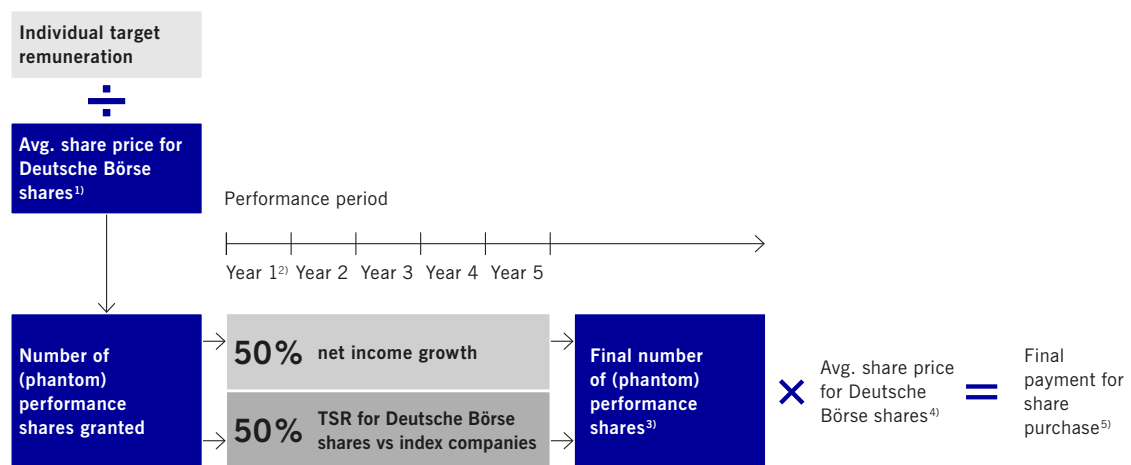 Individual target
remuneration
÷
Avg. share price for
Deutsche Börse
shares1)
Performance period
Year 12) Year 2 Year 3 Year 4 Year 5
Number of
(phantom)
performance
shares granted
50% net income growth
50% TSR for Deutsche Börse
shares vs index companies
Final number
of (phantom)
performance
shares3)
×
Avg. share price
for Deutsche
Börse shares4)
=
Final
payment for
share
purchase5)